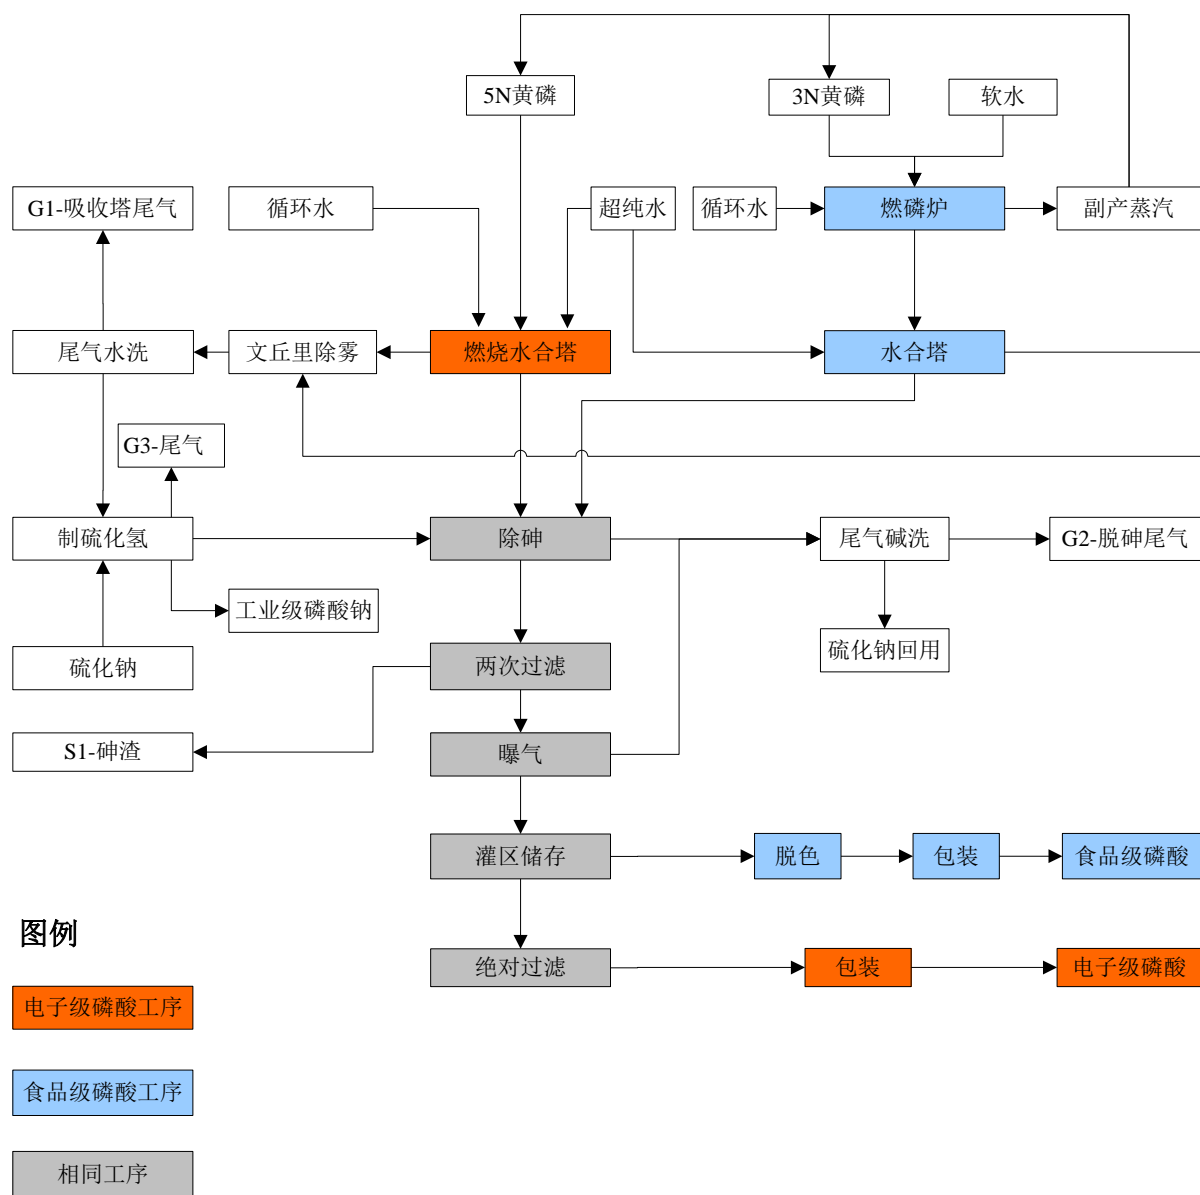 5N黄磷
3N黄磷
软水
G1-吸收塔尾气
循环水
超纯水
循环水
燃磷炉
副产蒸汽
尾气水洗
文丘里除雾
燃烧水合塔
水合塔
G3-尾气
制硫化氢
除砷
尾气碱洗
G2-脱砷尾气
工业级磷酸钠
硫化钠
两次过滤
硫化钠回用
S1-砷渣
曝气
灌区储存
脱色
包装
食品级磷酸
图例
绝对过滤
包装
电子级磷酸
电子级磷酸工序
食品级磷酸工序
相同工序